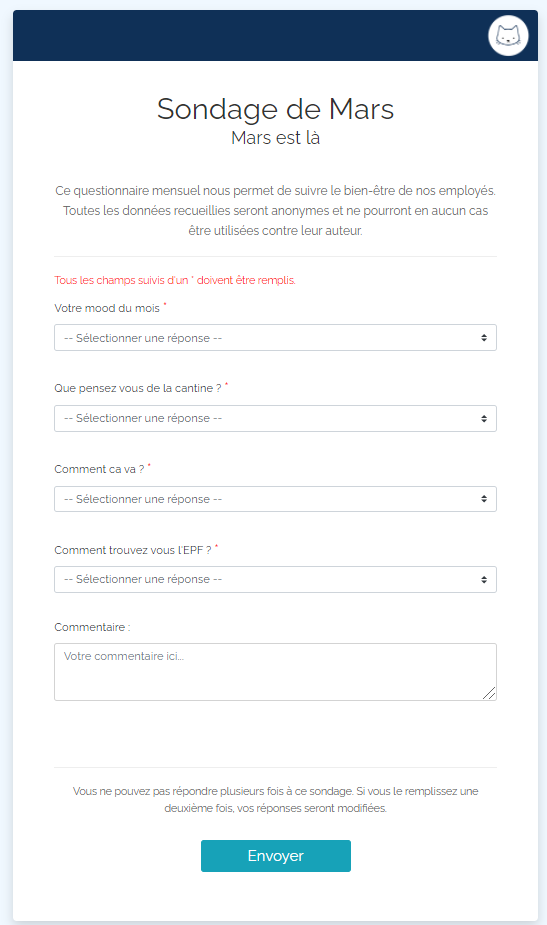 Sondage de Mars
Mars est là
Ce questionnaire mensuel nous permet de suivre le bien-être de nos employés.
Toutes les données recueillies seront anonymes et ne pourront en aucun cas
être utilisées contre leur auteur.
Tous les champs suivis d'un * doivent être remplis.
Votre mood du mois *
-- Sélectionner une réponse --
Que pensez vous de la cantine ? *
-- Sélectionner une réponse --
Comment ca va ? *
-- Sélectionner une réponse --
Comment trouvez vous l'EPF ? *
-- Sélectionner une réponse --
Commentaire :
Votre commentaire ici...
Vous ne pouvez pas répondre plusieurs fois à ce sondage. Si vous le remplissez une
deuxième fois, vos réponses seront modifiées.
Envoyer